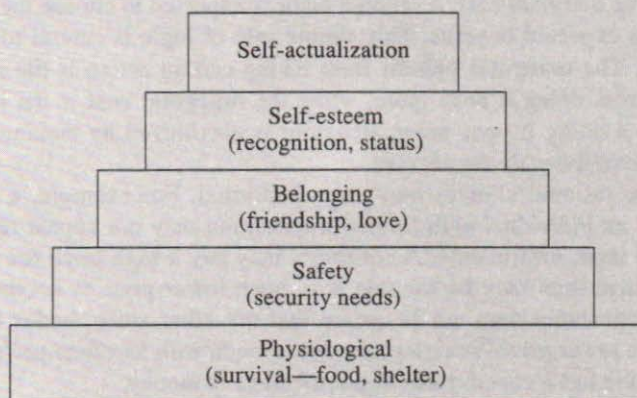 Self-actualization
Self-esteem
(recognition, status)
Belonging
(friendship, love)
Safety
(security needs)
Physiological
(survival—food, shelter)